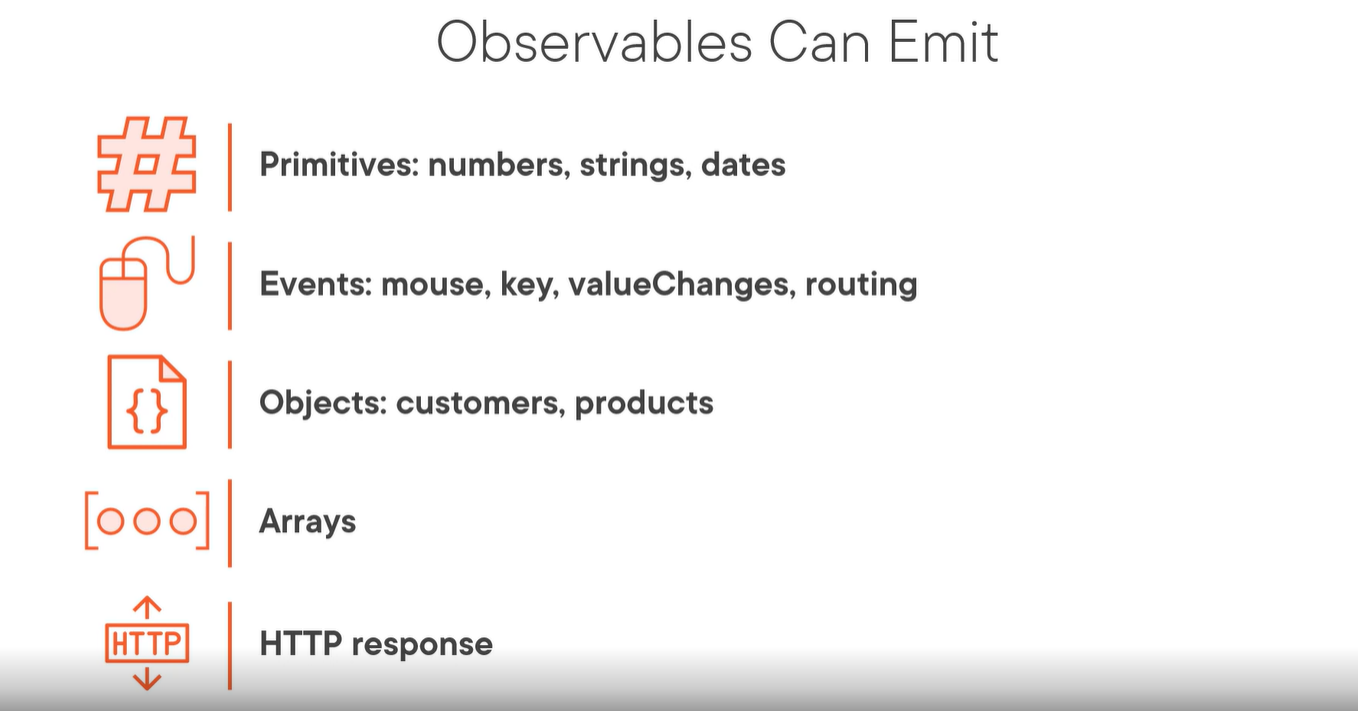 Observables Can Emit
Primitives: numbers, strings, dates
Events: mouse, key, valueChanges, routing
{}
Objects: customers, products
Arrays
HTTP
HTTP response